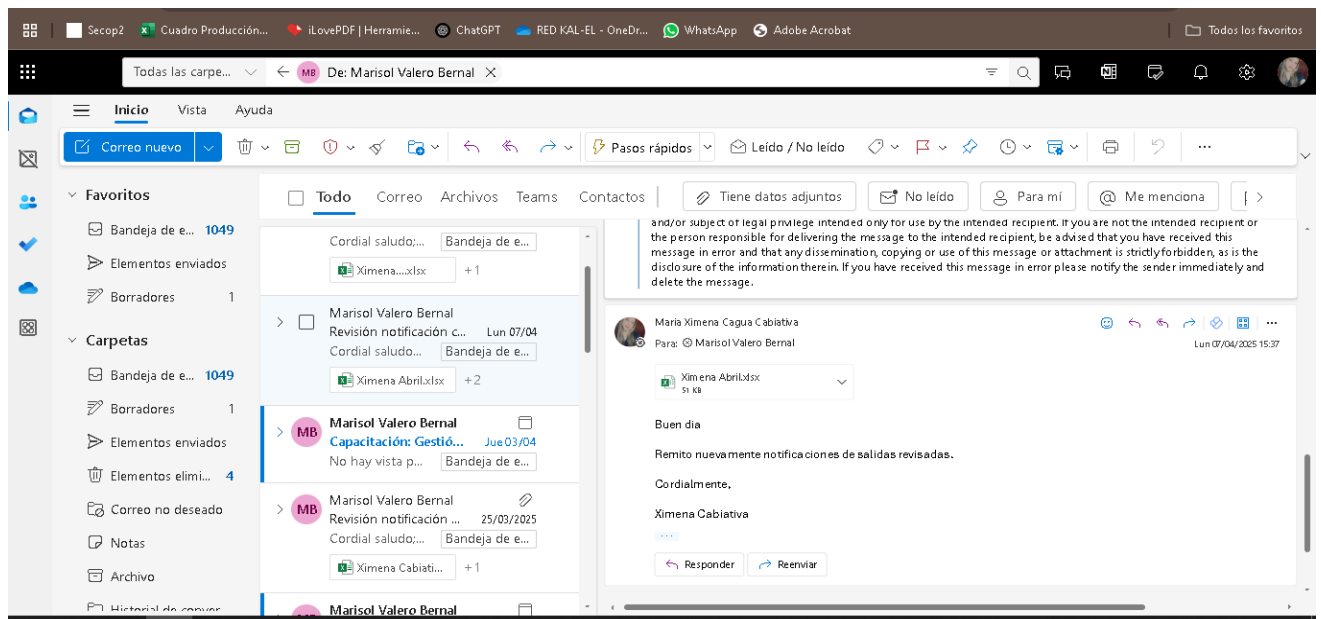 Secop2 Cuadro Producción... iLovePDF | Herramie... ChatGPT RED KAL-EL - OneDr... WhatsApp Adobe Acrobat Todos los favoritos
Todas las carpe... MB De: Marisol Valero Bernal
Inicio Vista Ayuda
Correo nuevo Pasos rápidos Leído / No leído
Favoritos
Bandeja de e... 1049
Elementos enviados
Borradores 1
Carpetas
Bandeja de e... 1049
Borradores 1
Elementos enviados
Elementos elimi... 4
Correo no deseado
Notas
Archivo
Historial de conver
Todo Correo Archivos Teams Contactos Tiene datos adjuntos No leído Para mí Me menciona
Cordial saludo;... Bandeja de e...
Ximena....xlsx +1
Marisol Valero Bernal
Revisión notificación c... Lun 07/04
Cordial saludo... Bandeja de e...
Ximena Abril.xlsx +2
MB Marisol Valero Bernal
Capacitación: Gestió... Jue 03/04
No hay vista p... Bandeja de e...
MB Marisol Valero Bernal
Revisión notificación ... 25/03/2025
Cordial saludo;... Bandeja de e...
Ximena Cabiati... +1
Marisol Valero Bernal
and/or subject of legal privilege intended only for use by the intended recipient. If you are not the intended recipient or
the person responsible for delivering the message to the intended recipient, be advised that you have received this
message in error and that any dissemination, copying or use of this message or attachment is strictly forbidden, as is the
disclosure of the information therein. If you have received this message in error please notify the sender immediately and
delete the message.
Maria Ximena Cagua Cabiativa
Para: Marisol Valero Bernal
Lun 07/04/2025 15:37
Ximena Abril.xlsx
51 KB
Buen dia
Remito nuevamente notificaciones de salidas revisadas.
Cordialmente,
Ximena Cabiativa
Responder Reenviar